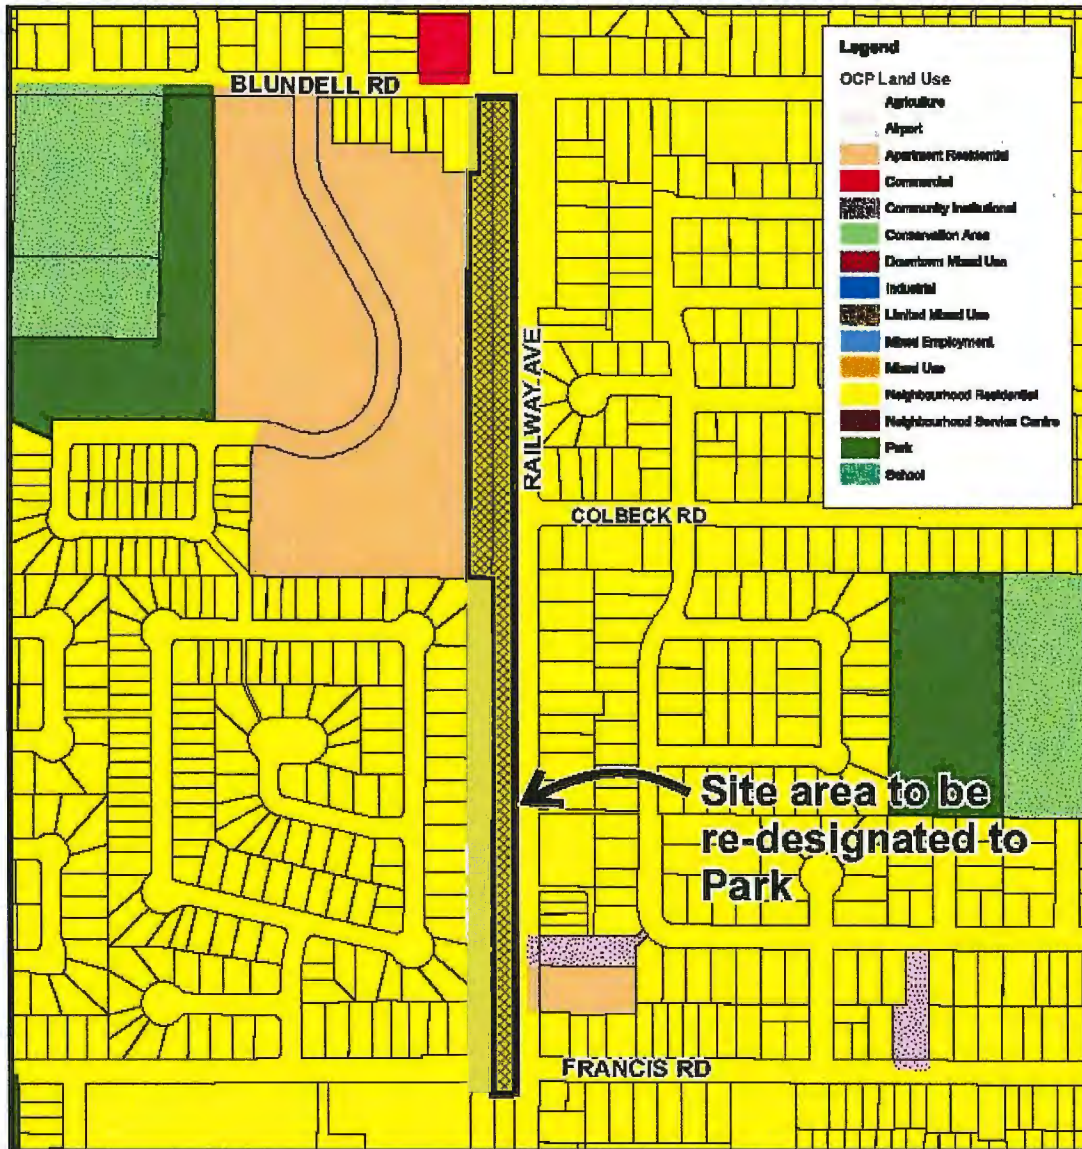 BLUNDELL RD
Legend
OCP Land Use
Agriculture
Airport
Apartment Residential
Commercial
Community Institutional
Conservation Area
Downtown Mixed Use
Industrial
Limited Mixed Use
Mixed Employment
Mixed Use
Neighbourhood Residential
Neighbourhood Service Centre
Park
School
RAILWAY AVE
COLBECK RD
Site area to be
re-designated to
Park
FRANCIS RD